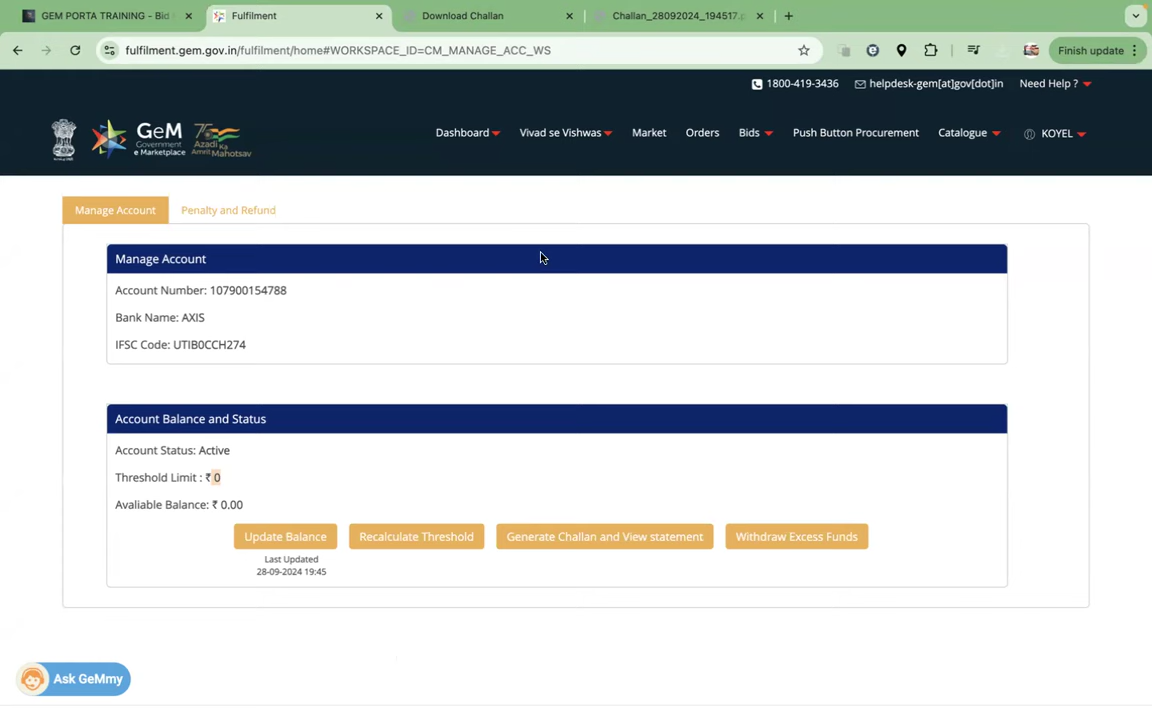 GEM PORTA TRAINING - Bid
Fulfilment
Download Challan
Challan_28092024_194517.p
fulfilment.gem.gov.in/fulfilment/home#WORKSPACE_ID=CM_MANAGE_ACC_WS
Finish update
1800-419-3436
helpdesk-gem[at]gov[dot]in
Need Help ?
GeM
Government
e Marketplace
75
Azadi Ka
Amrit Mahotsav
Dashboard
Vivad se Vishwas
Market
Orders
Bids
Push Button Procurement
Catalogue
KOYEL
Manage Account
Penalty and Refund
Manage Account
Account Number: 107900154788
Bank Name: AXIS
IFSC Code: UTIB0CCH274
Account Balance and Status
Account Status: Active
Threshold Limit : ₹ 0
Avaliable Balance: ₹ 0.00
Update Balance
Recalculate Threshold
Generate Challan and View statement
Withdraw Excess Funds
Last Updated
28-09-2024 19:45
Ask GeMmy